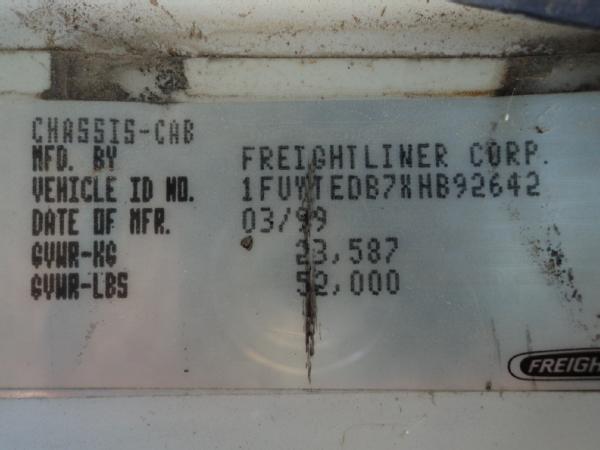 CHASSIS-CAB
MFD. BY FREIGHTLINER CORP.
VEHICLE ID NO. 1FUYTEDB7XHB92642
DATE OF MFR. 03/99
GVWR-KG 23,587
GVWR-LBS 52,000
FREIGH